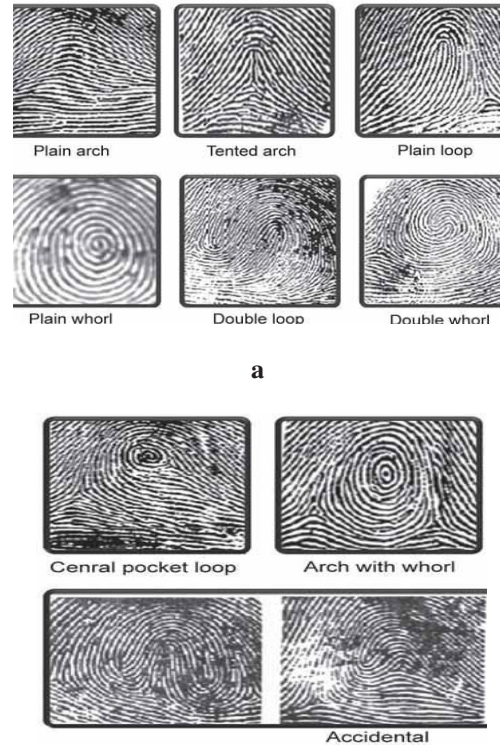 Plain arch Tented arch Plain loop
Plain whorl Double loop Double whorl
a
Cenral pocket loop Arch with whorl
Accidental